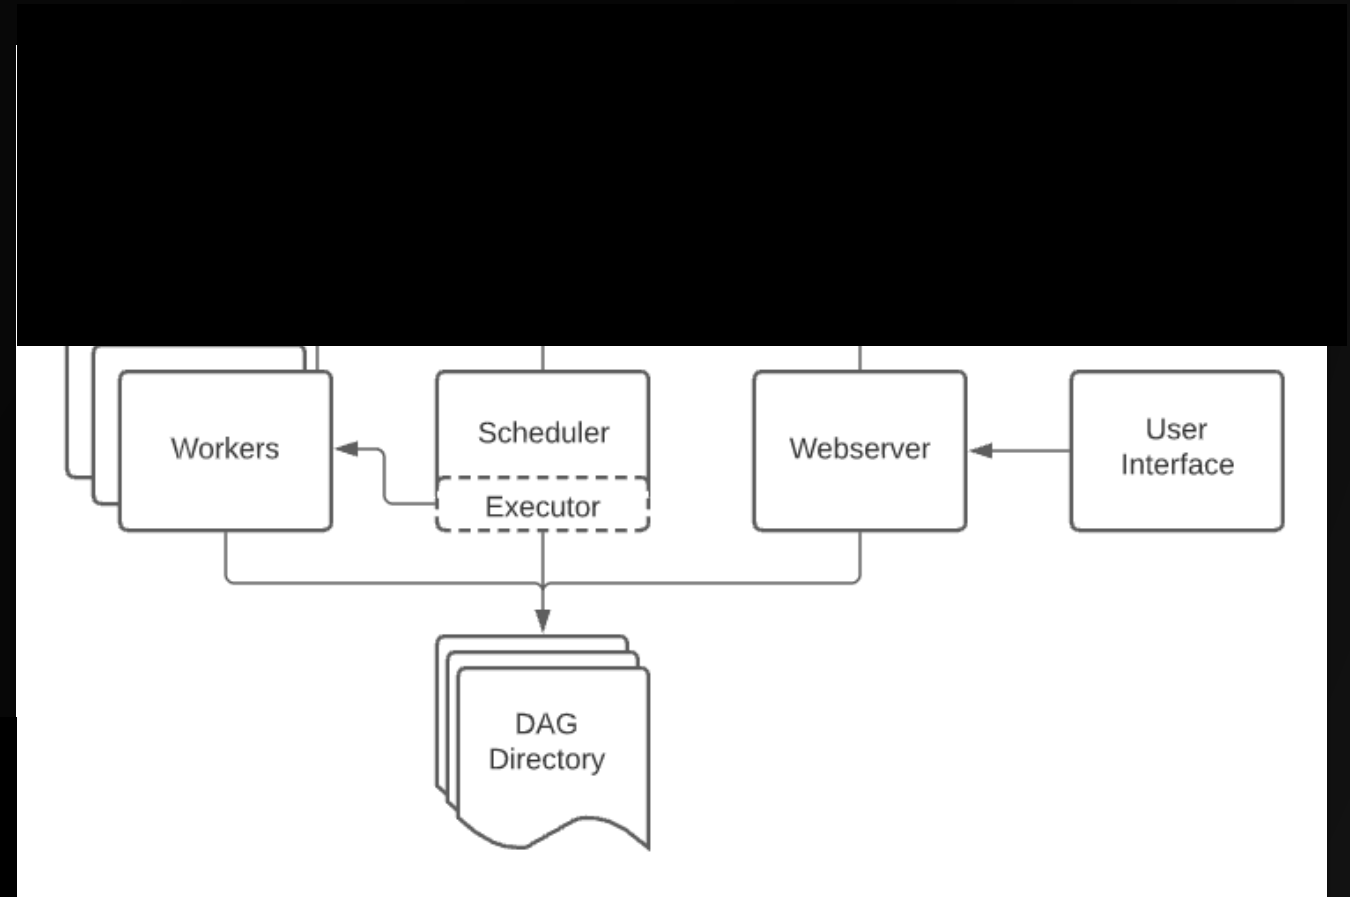 Workers
Scheduler
Executor
Webserver
User
Interface
DAG
Directory